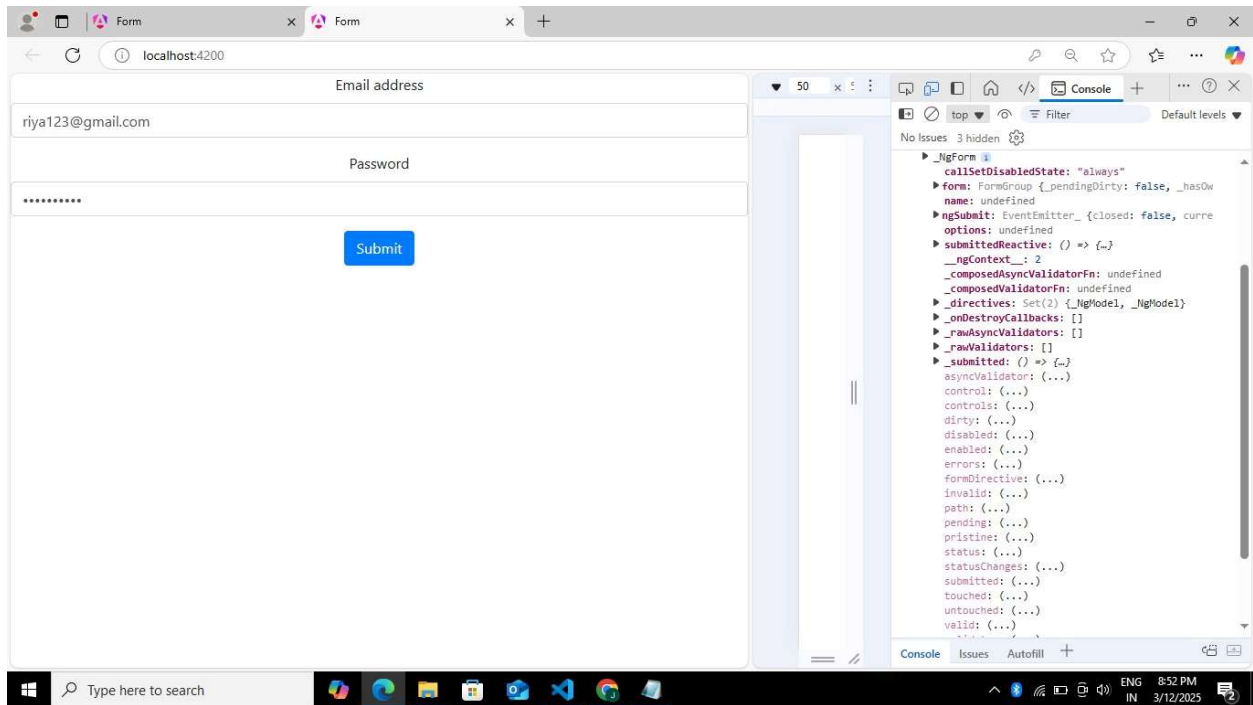 Form
Form
localhost:4200
Email address
riya123@gmail.com
Password
••••••••••
Submit
50
×
Console
top
Filter
Default levels
No Issues
3 hidden
_NgForm i
callSetDisabledState: "always"
form: FormGroup {_pendingDirty: false, _hasOw
name: undefined
ngSubmit: EventEmitter_ {closed: false, curre
options: undefined
submittedReactive: () => {…}
__ngContext__: 2
_composedAsyncValidatorFn: undefined
_composedValidatorFn: undefined
_directives: Set(2) {_NgModel, _NgModel}
_onDestroyCallbacks: []
_rawAsyncValidators: []
_rawValidators: []
_submitted: () => {…}
asyncValidator: (...)
control: (...)
controls: (...)
dirty: (...)
disabled: (...)
enabled: (...)
errors: (...)
formDirective: (...)
invalid: (...)
path: (...)
pending: (...)
pristine: (...)
status: (...)
statusChanges: (...)
submitted: (...)
touched: (...)
untouched: (...)
valid: (...)
Console Issues Autofill
Type here to search
ENG
IN
8:52 PM
3/12/2025
2